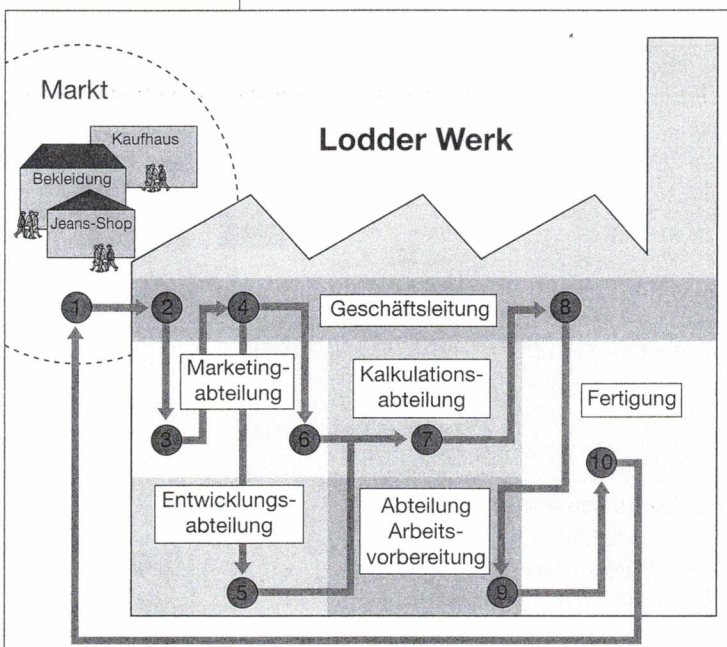 Markt
Kaufhaus
Lodder Werk
Bekleidung
Jeans-Shop
1
2
4
Geschäftsleitung
8
Marketing-
abteilung
Kalkulations-
abteilung
Fertigung
3
6
7
10
Entwicklungs-
abteilung
Abteilung
Arbeits-
vorbereitung
5
9